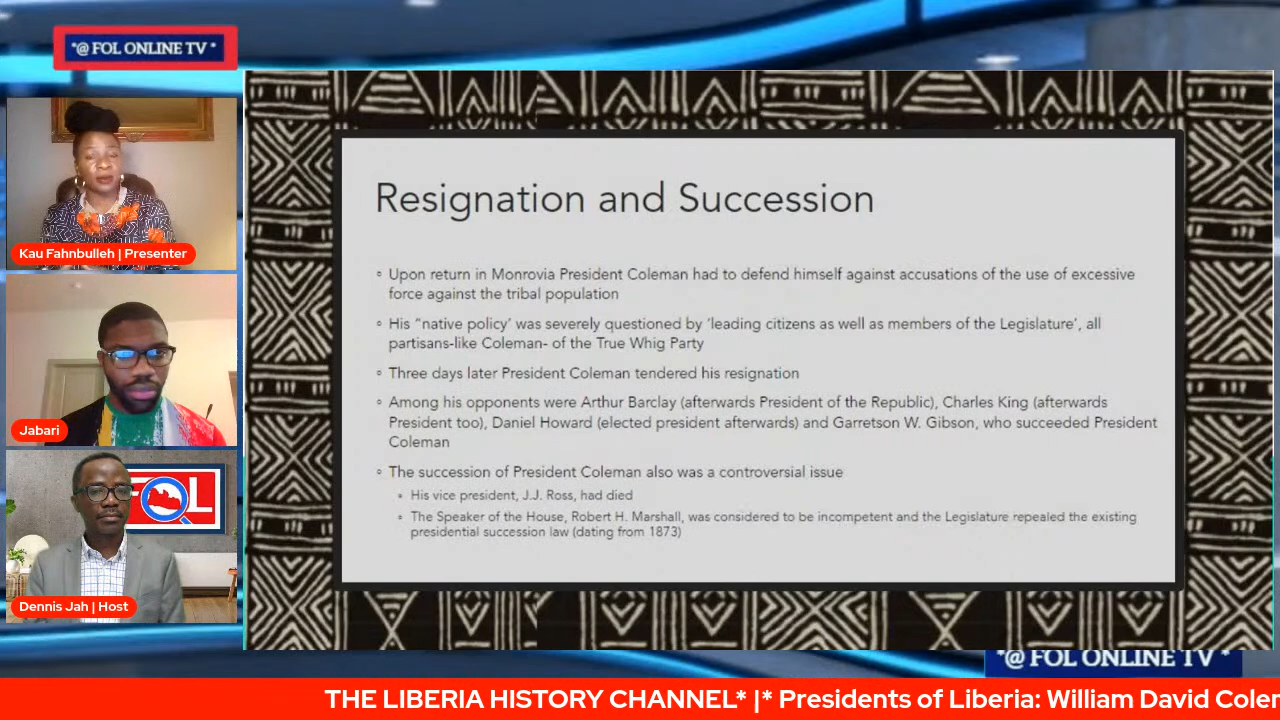 *@ FOL ONLINE TV *
Kau Fahnbulleh | Presenter
Jabari
FOL
Dennis Jah | Host
Resignation and Succession
Upon return in Monrovia President Coleman had to defend himself against accusations of the use of excessive
force against the tribal population
His “native policy’ was severely questioned by ‘leading citizens as well as members of the Legislature’, all
partisans-like Coleman- of the True Whig Party
Three days later President Coleman tendered his resignation
Among his opponents were Arthur Barclay (afterwards President of the Republic), Charles King (afterwards
President too), Daniel Howard (elected president afterwards) and Garretson W. Gibson, who succeeded President
Coleman
The succession of President Coleman also was a controversial issue
His vice president, J.J. Ross, had died
The Speaker of the House, Robert H. Marshall, was considered to be incompetent and the Legislature repealed the existing
presidential succession law (dating from 1873)
*@ FOL ONLINE TV *
THE LIBERIA HISTORY CHANNEL* |* Presidents of Liberia: William David Coler